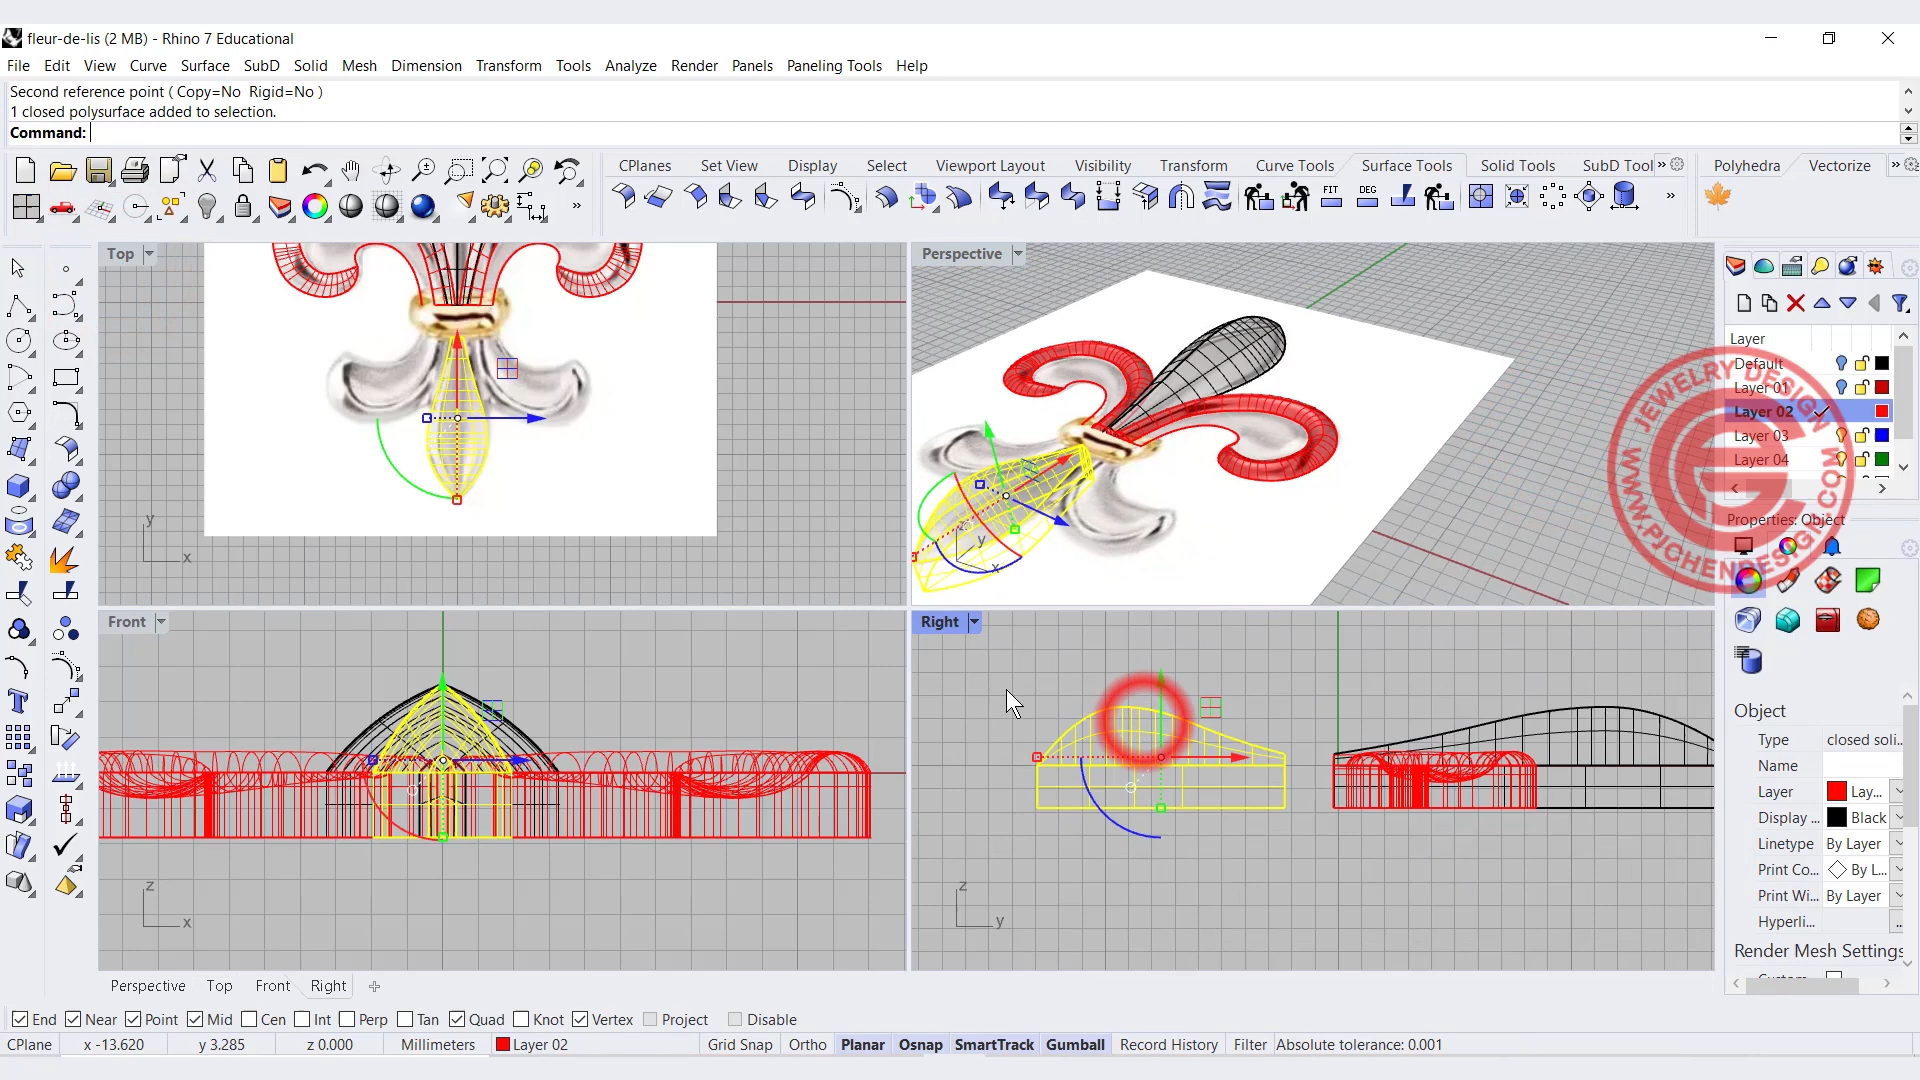 fleur-de-lis (2 MB) - Rhino 7 Educational
File Edit View Curve Surface SubD Solid Mesh Dimension Transform Tools Analyze Render Panels Paneling Tools Help
Second reference point ( Copy=No Rigid=No )
1 closed polysurface added to selection.
Command:
CPlanes Set View Display Select Viewport Layout Visibility Transform Curve Tools Surface Tools Solid Tools SubD Tool » Polyhedra Vectorize »
FIT DEG
» »
Top Perspective
Layer
Default
Layer 01
Layer 02
Layer 03
Layer 04
JEWELRY DESIGN
WWW.PJCHENDESIGN.COM
y
x
y
x
z
Properties: Object
Front Right
Object
Type closed soli...
Name
Layer Lay...
Display ... Black
Linetype By Layer
Print Co... By L...
Print Wi... By Layer
Hyperli... ...
Render Mesh Settings
z
x
z
y
Perspective Top Front Right
End Near Point Mid Cen Int Perp Tan Quad Knot Vertex Project Disable
CPlane x -13.620 y 3.285 z 0.000 Millimeters Layer 02 Grid Snap Ortho Planar Osnap SmartTrack Gumball Record History Filter Absolute tolerance: 0.001